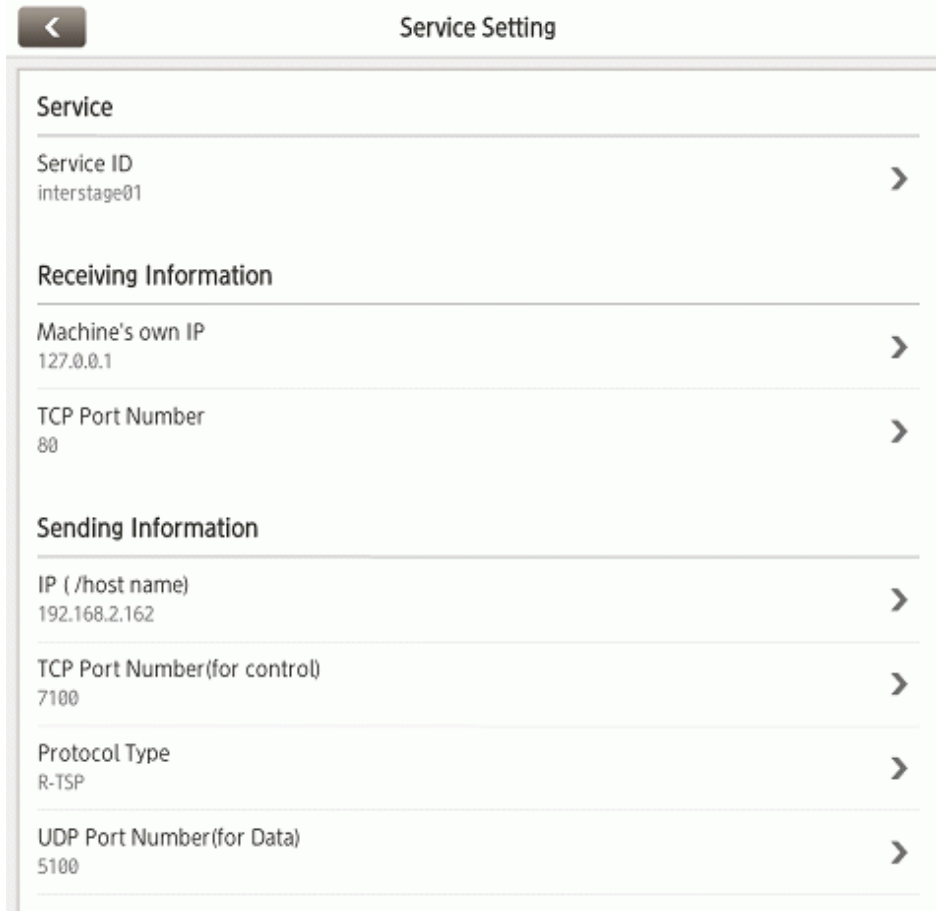 Service Setting
Service
Service ID
interstage01
Receiving Information
Machine's own IP
127.0.0.1
TCP Port Number
80
Sending Information
IP ( /host name)
192.168.2.162
TCP Port Number(for control)
7100
Protocol Type
R-TSP
UDP Port Number(for Data)
5100